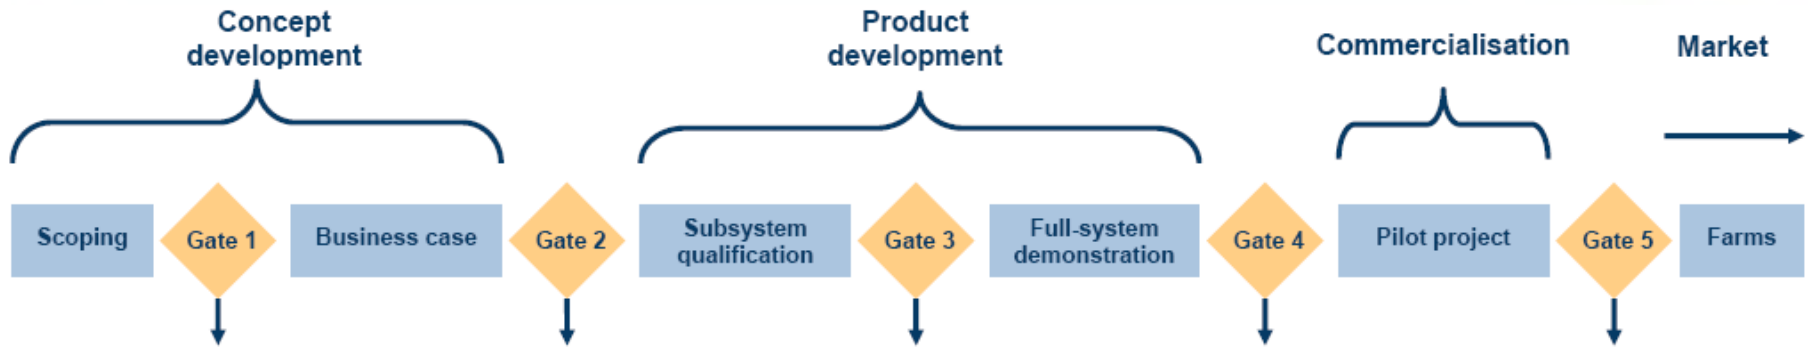 Concept
development
Product
development
Commercialisation
Market
Scoping
Gate 1
Business case
Gate 2
Subsystem
qualification
Gate 3
Full-system
demonstration
Gate 4
Pilot project
Gate 5
Farms